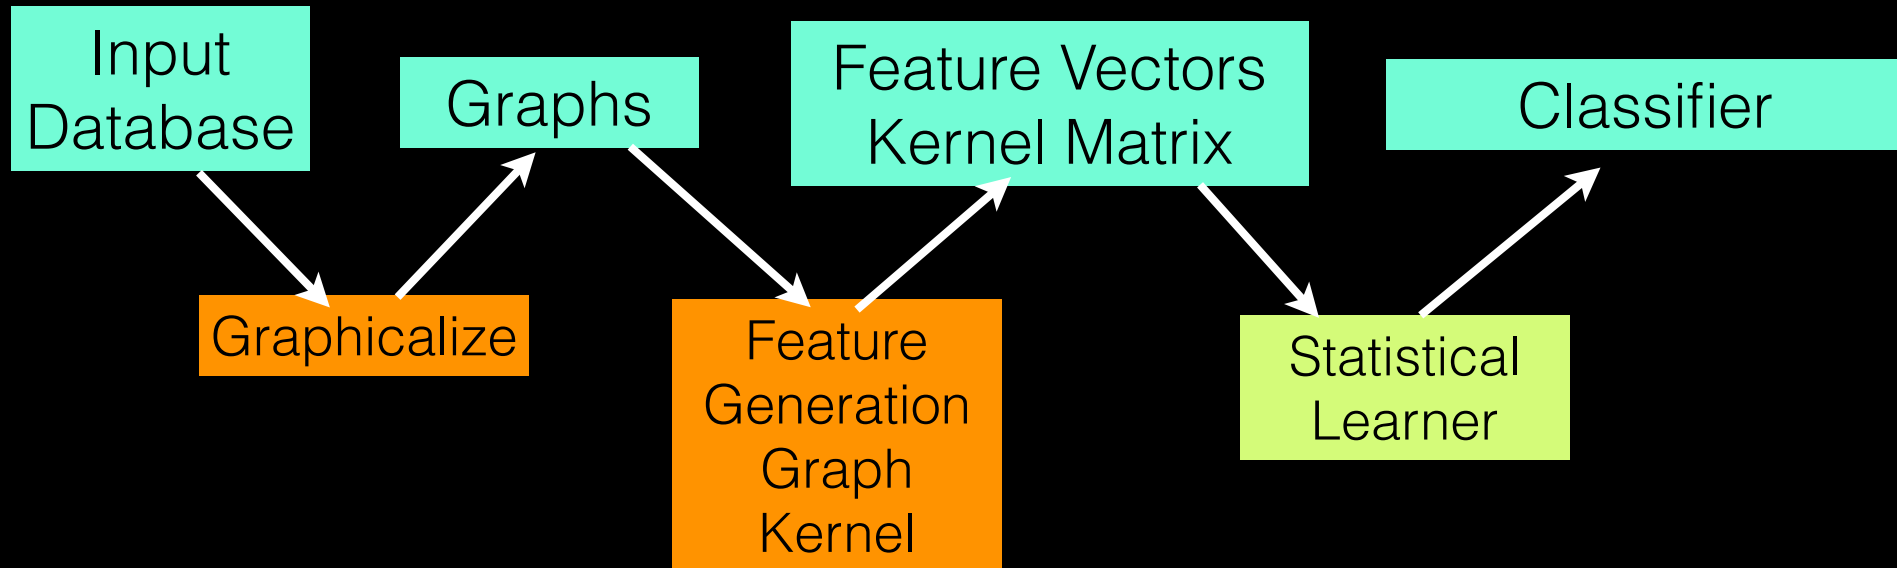 Input
Database
Graphs
Feature Vectors
Kernel Matrix
Classifier
Graphicalize
Feature
Generation
Graph
Kernel
Statistical
Learner